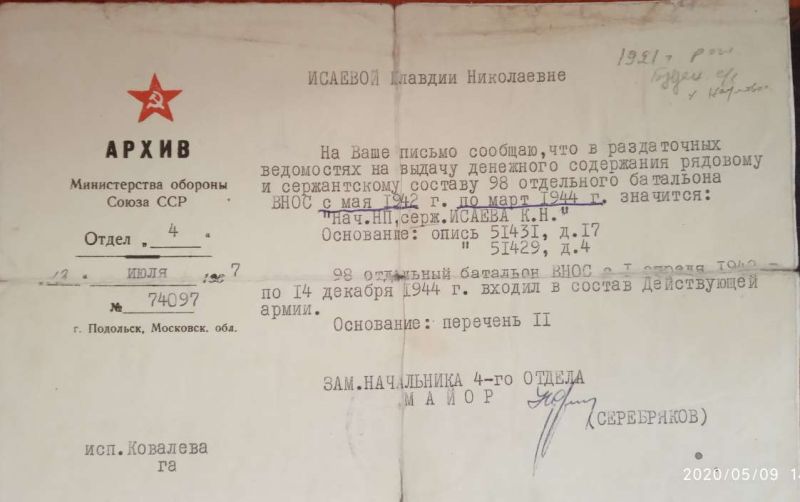 АРХИВ
Министерства обороны
Союза ССР
Отдел „ 4 “
июля 7
№ 74097
г. Подольск, Московск. обл.
1921 г
ИСАЕВОЙ Клавдии Николаевне
На Ваше письмо сообщаю,что в раздаточных
ведомостях на выдачу денежного содержания рядовому
и сержантскому составу 98 отдельного батальона
ВНОС с мая 1942 г. по март 1944 г. значится:
"Нач.НП,серж.ИСАЕВА К.Н."
Основание: опись 51431, д.17
" 51429, д.4
98 отдельный батальон ВНОС с I апреля 1942
по 14 декабря 1944 г. входил в состав Действующей
армии.
Основание: перечень II
ЗАМ.НАЧАЛЬНИКА 4-го ОТДЕЛА
МАЙОР
(СЕРЕБРЯКОВ)
исп.Ковалева
га
2020/05/09